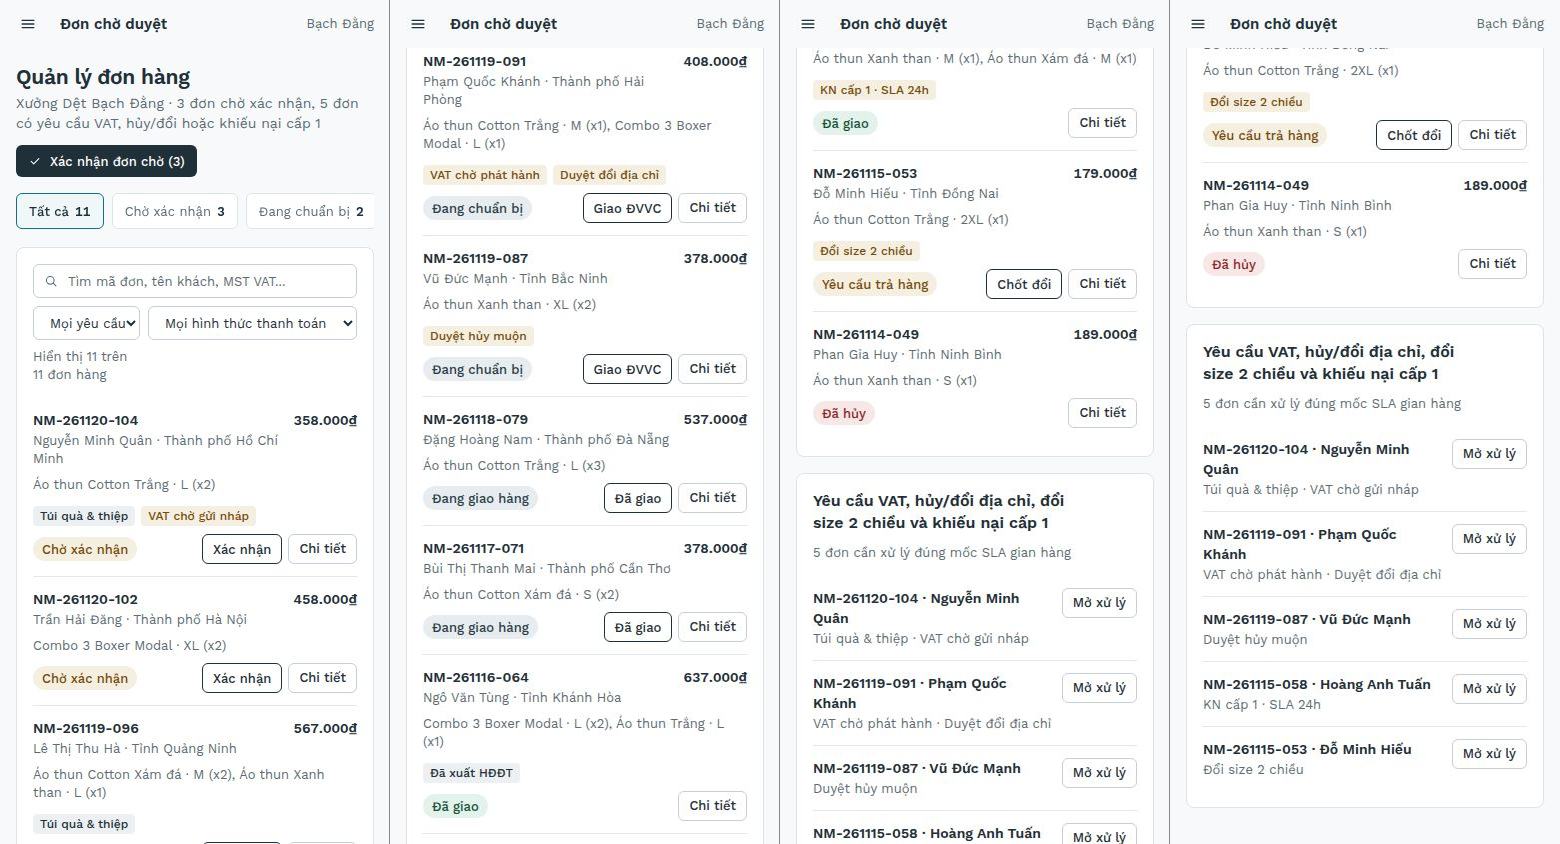 Đơn chờ duyệt
Bạch Đằng
Quản lý đơn hàng
Xưởng Dệt Bạch Đằng · 3 đơn chờ xác nhận, 5 đơn
có yêu cầu VAT, hủy/đổi hoặc khiếu nại cấp 1
Xác nhận đơn chờ (3)
Tất cả 11
Chờ xác nhận 3
Đang chuẩn bị 2
Tìm mã đơn, tên khách, MST VAT...
Mọi yêu cầu
Mọi hình thức thanh toán
Hiển thị 11 trên
11 đơn hàng
NM-261120-104
358.000₫
Nguyễn Minh Quân · Thành phố Hồ Chí
Minh
Áo thun Cotton Trắng · L (x2)
Túi quà & thiệp
VAT chờ gửi nháp
Chờ xác nhận
Xác nhận
Chi tiết
NM-261120-102
458.000₫
Trần Hải Đăng · Thành phố Hà Nội
Combo 3 Boxer Modal · XL (x2)
Chờ xác nhận
Xác nhận
Chi tiết
NM-261119-096
567.000₫
Lê Thị Thu Hà · Tỉnh Quảng Ninh
Áo thun Cotton Xám đá · M (x2), Áo thun Xanh
than · L (x1)
Túi quà & thiệp
Đơn chờ duyệt
Bạch Đằng
NM-261119-091
408.000₫
Phạm Quốc Khánh · Thành phố Hải
Phòng
Áo thun Cotton Trắng · M (x1), Combo 3 Boxer
Modal · L (x1)
VAT chờ phát hành
Duyệt đổi địa chỉ
Đang chuẩn bị
Giao ĐVVC
Chi tiết
NM-261119-087
378.000₫
Vũ Đức Mạnh · Tỉnh Bắc Ninh
Áo thun Xanh than · XL (x2)
Duyệt hủy muộn
Đang chuẩn bị
Giao ĐVVC
Chi tiết
NM-261118-079
537.000₫
Đặng Hoàng Nam · Thành phố Đà Nẵng
Áo thun Cotton Trắng · L (x3)
Đang giao hàng
Đã giao
Chi tiết
NM-261117-071
378.000₫
Bùi Thị Thanh Mai · Thành phố Cần Thơ
Áo thun Cotton Xám đá · S (x2)
Đang giao hàng
Đã giao
Chi tiết
NM-261116-064
637.000₫
Ngô Văn Tùng · Tỉnh Khánh Hòa
Combo 3 Boxer Modal · L (x2), Áo thun Trắng · L
(x1)
Đã xuất HĐĐT
Đã giao
Chi tiết
Đơn chờ duyệt
Bạch Đằng
Áo thun Xanh than · M (x1), Áo thun Xám đá · M (x1)
KN cấp 1 · SLA 24h
Đã giao
Chi tiết
NM-261115-053
179.000₫
Đỗ Minh Hiếu · Tỉnh Đồng Nai
Áo thun Cotton Trắng · 2XL (x1)
Đổi size 2 chiều
Yêu cầu trả hàng
Chốt đổi
Chi tiết
NM-261114-049
189.000₫
Phan Gia Huy · Tỉnh Ninh Bình
Áo thun Xanh than · S (x1)
Đã hủy
Chi tiết
Yêu cầu VAT, hủy/đổi địa chỉ, đổi
size 2 chiều và khiếu nại cấp 1
5 đơn cần xử lý đúng mốc SLA gian hàng
NM-261120-104 · Nguyễn Minh
Quân
Túi quà & thiệp · VAT chờ gửi nháp
Mở xử lý
NM-261119-091 · Phạm Quốc
Khánh
VAT chờ phát hành · Duyệt đổi địa chỉ
Mở xử lý
NM-261119-087 · Vũ Đức Mạnh
Duyệt hủy muộn
Mở xử lý
NM-261115-058 · Hoàng Anh Tuấn
Mở xử lý
Đơn chờ duyệt
Bạch Đằng
Áo thun Cotton Trắng · 2XL (x1)
Đổi size 2 chiều
Yêu cầu trả hàng
Chốt đổi
Chi tiết
NM-261114-049
189.000₫
Phan Gia Huy · Tỉnh Ninh Bình
Áo thun Xanh than · S (x1)
Đã hủy
Chi tiết
Yêu cầu VAT, hủy/đổi địa chỉ, đổi
size 2 chiều và khiếu nại cấp 1
5 đơn cần xử lý đúng mốc SLA gian hàng
NM-261120-104 · Nguyễn Minh
Quân
Túi quà & thiệp · VAT chờ gửi nháp
Mở xử lý
NM-261119-091 · Phạm Quốc
Khánh
VAT chờ phát hành · Duyệt đổi địa chỉ
Mở xử lý
NM-261119-087 · Vũ Đức Mạnh
Duyệt hủy muộn
Mở xử lý
NM-261115-058 · Hoàng Anh Tuấn
KN cấp 1 · SLA 24h
Mở xử lý
NM-261115-053 · Đỗ Minh Hiếu
Đổi size 2 chiều
Mở xử lý